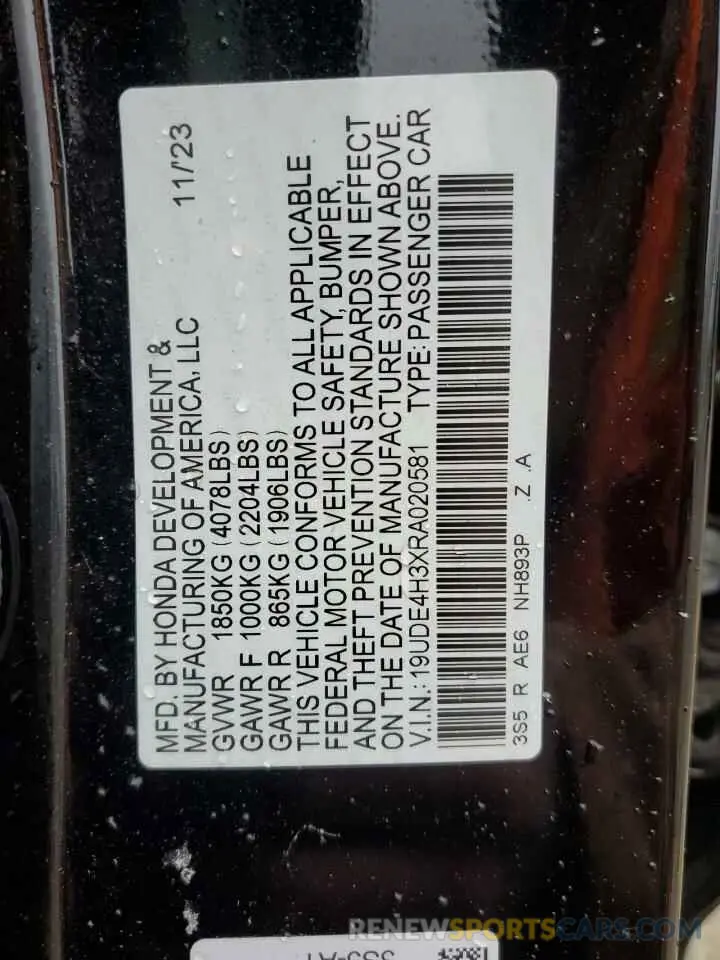 MFD. BY HONDA DEVELOPMENT &
MANUFACTURING OF AMERICA, LLC 11/'23
GVWR 1850KG (4078LBS)
GAWR F 1000KG (2204LBS)
GAWR R 865KG (1906LBS)
THIS VEHICLE CONFORMS TO ALL APPLICABLE
FEDERAL MOTOR VEHICLE SAFETY, BUMPER,
AND THEFT PREVENTION STANDARDS IN EFFECT
ON THE DATE OF MANUFACTURE SHOWN ABOVE.
V.I.N.: 19UDE4H3XRA020581 TYPE: PASSENGER CAR
3S5 R AE6 NH893P .Z .A
RENEWSPORTSCARS.COM